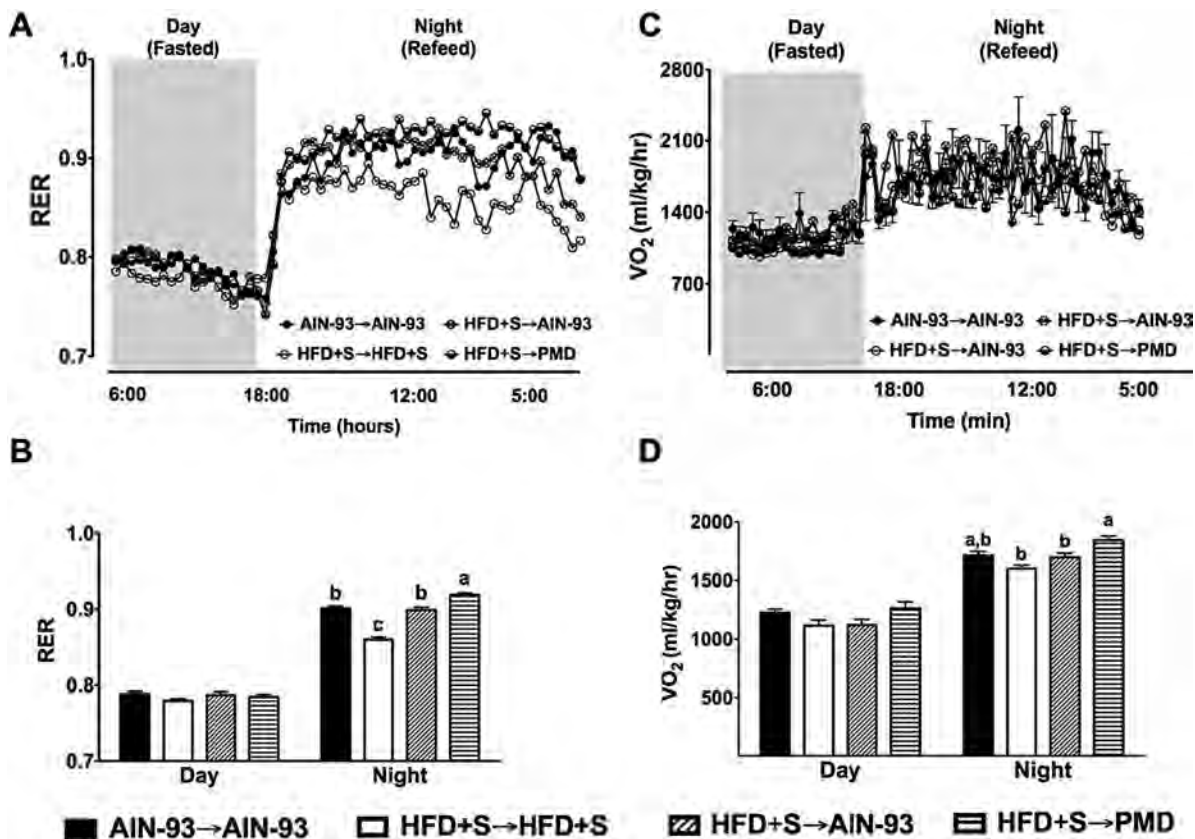 A
Day
(Fasted)
Night
(Refeed)
1.0
0.9
0.8
0.7
RER
AIN-93→AIN-93
HFD+S→AIN-93
HFD+S→HFD+S
HFD+S→PMD
6:00
18:00
12:00
5:00
Time (hours)
C
Day
(Fasted)
Night
(Refeed)
2800
2100
1400
700
VO2 (ml/kg/hr)
AIN-93→AIN-93
HFD+S→AIN-93
HFD+S→AIN-93
HFD+S→PMD
6:00
18:00
12:00
5:00
Time (min)
B
1.0
0.9
0.8
0.7
RER
b
c
b
a
Day
Night
D
2000
1500
1000
500
VO2 (ml/kg/hr)
a,b
b
b
a
Day
Night
AIN-93→AIN-93
HFD+S→HFD+S
HFD+S→AIN-93
HFD+S→PMD